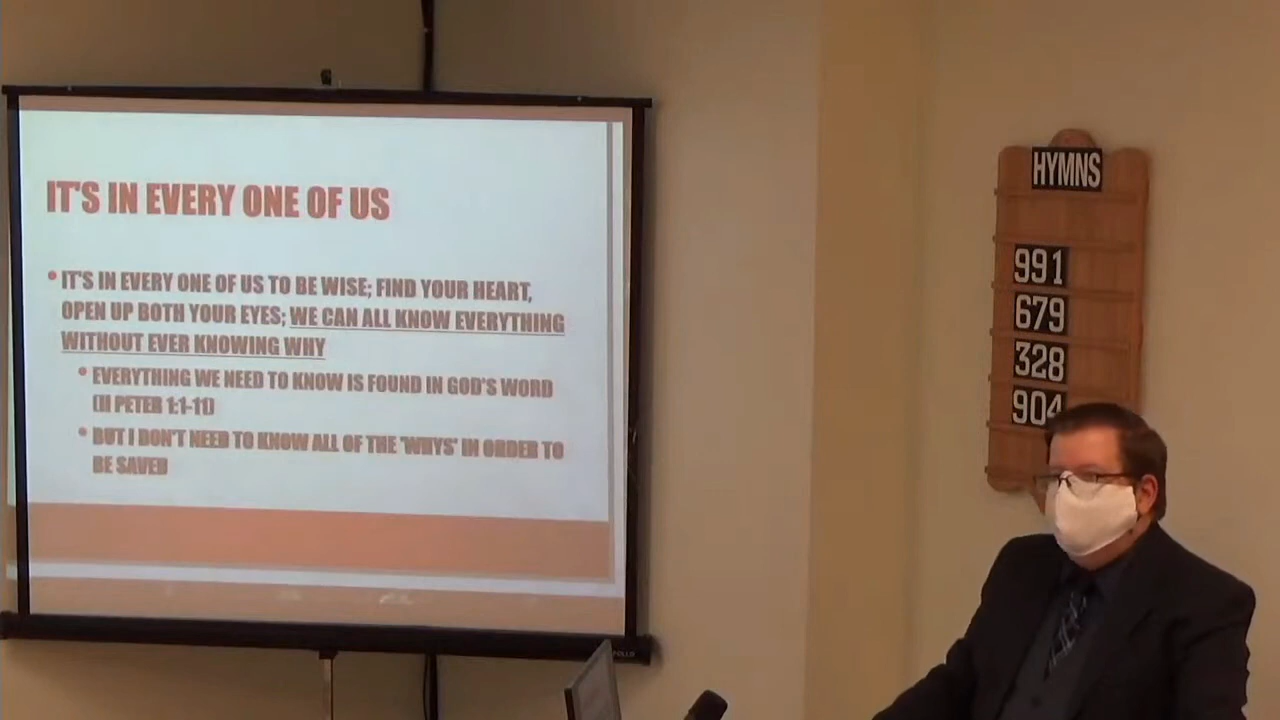 IT'S IN EVERY ONE OF US
• IT'S IN EVERY ONE OF US TO BE WISE; FIND YOUR HEART,
OPEN UP BOTH YOUR EYES; WE CAN ALL KNOW EVERYTHING
WITHOUT EVER KNOWING WHY
• EVERYTHING WE NEED TO KNOW IS FOUND IN GOD'S WORD
(II PETER 1:1-11)
• BUT I DON'T NEED TO KNOW ALL OF THE 'WHYS' IN ORDER TO
BE SAVED
HYMNS
991
679
328
904